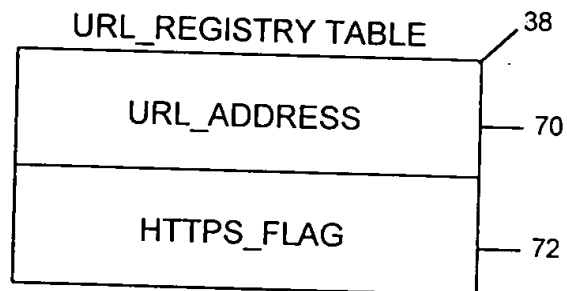 URL_REGISTRY TABLE
38
URL_ADDRESS
70
HTTPS_FLAG
72